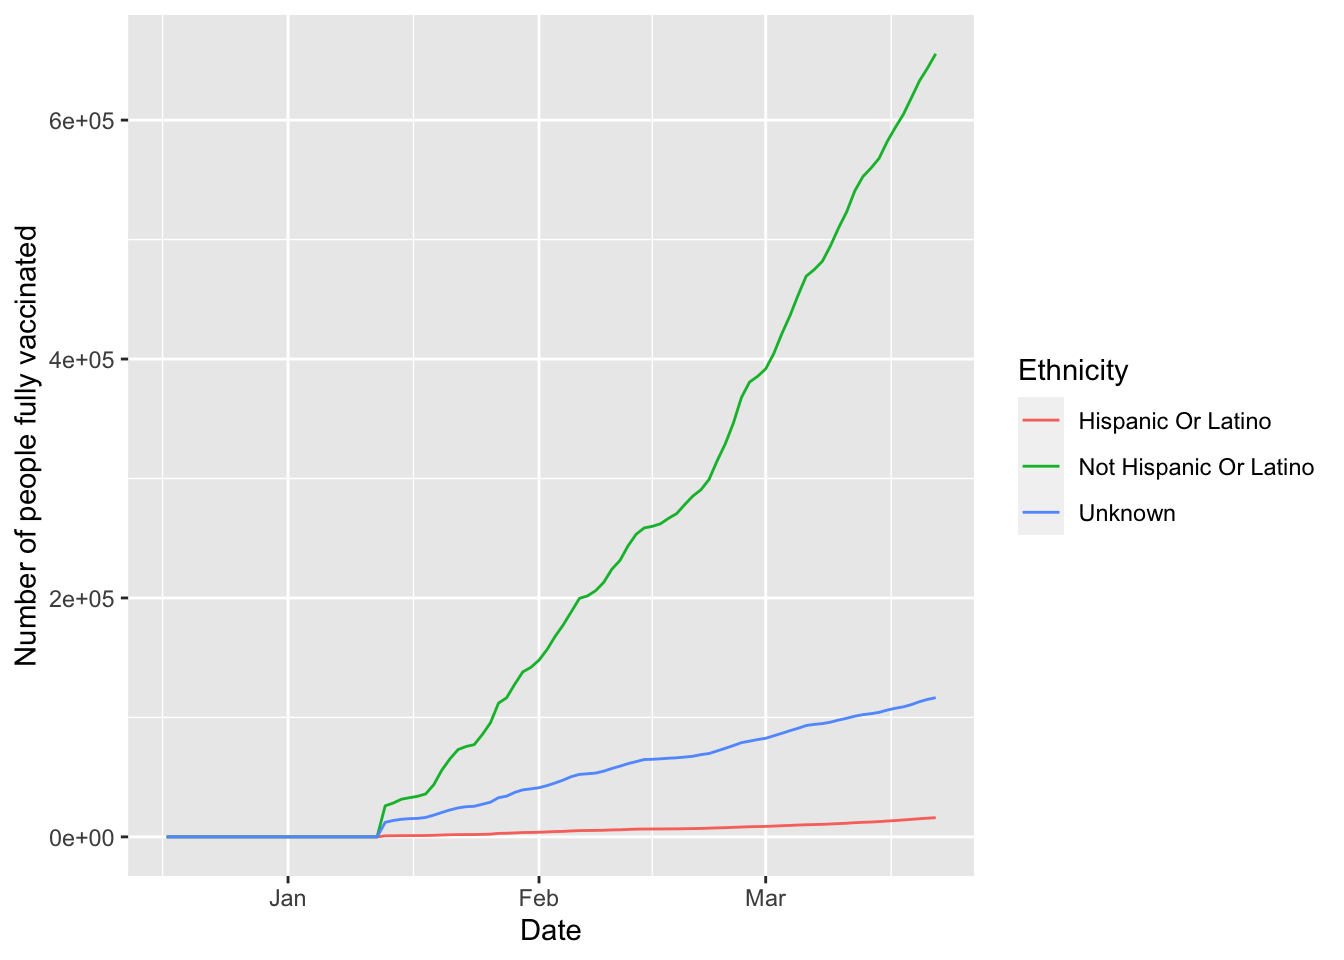 Number of people fully vaccinated
6e+05
4e+05
2e+05
0e+00
Jan
Feb
Mar
Date
Ethnicity
Hispanic Or Latino
Not Hispanic Or Latino
Unknown